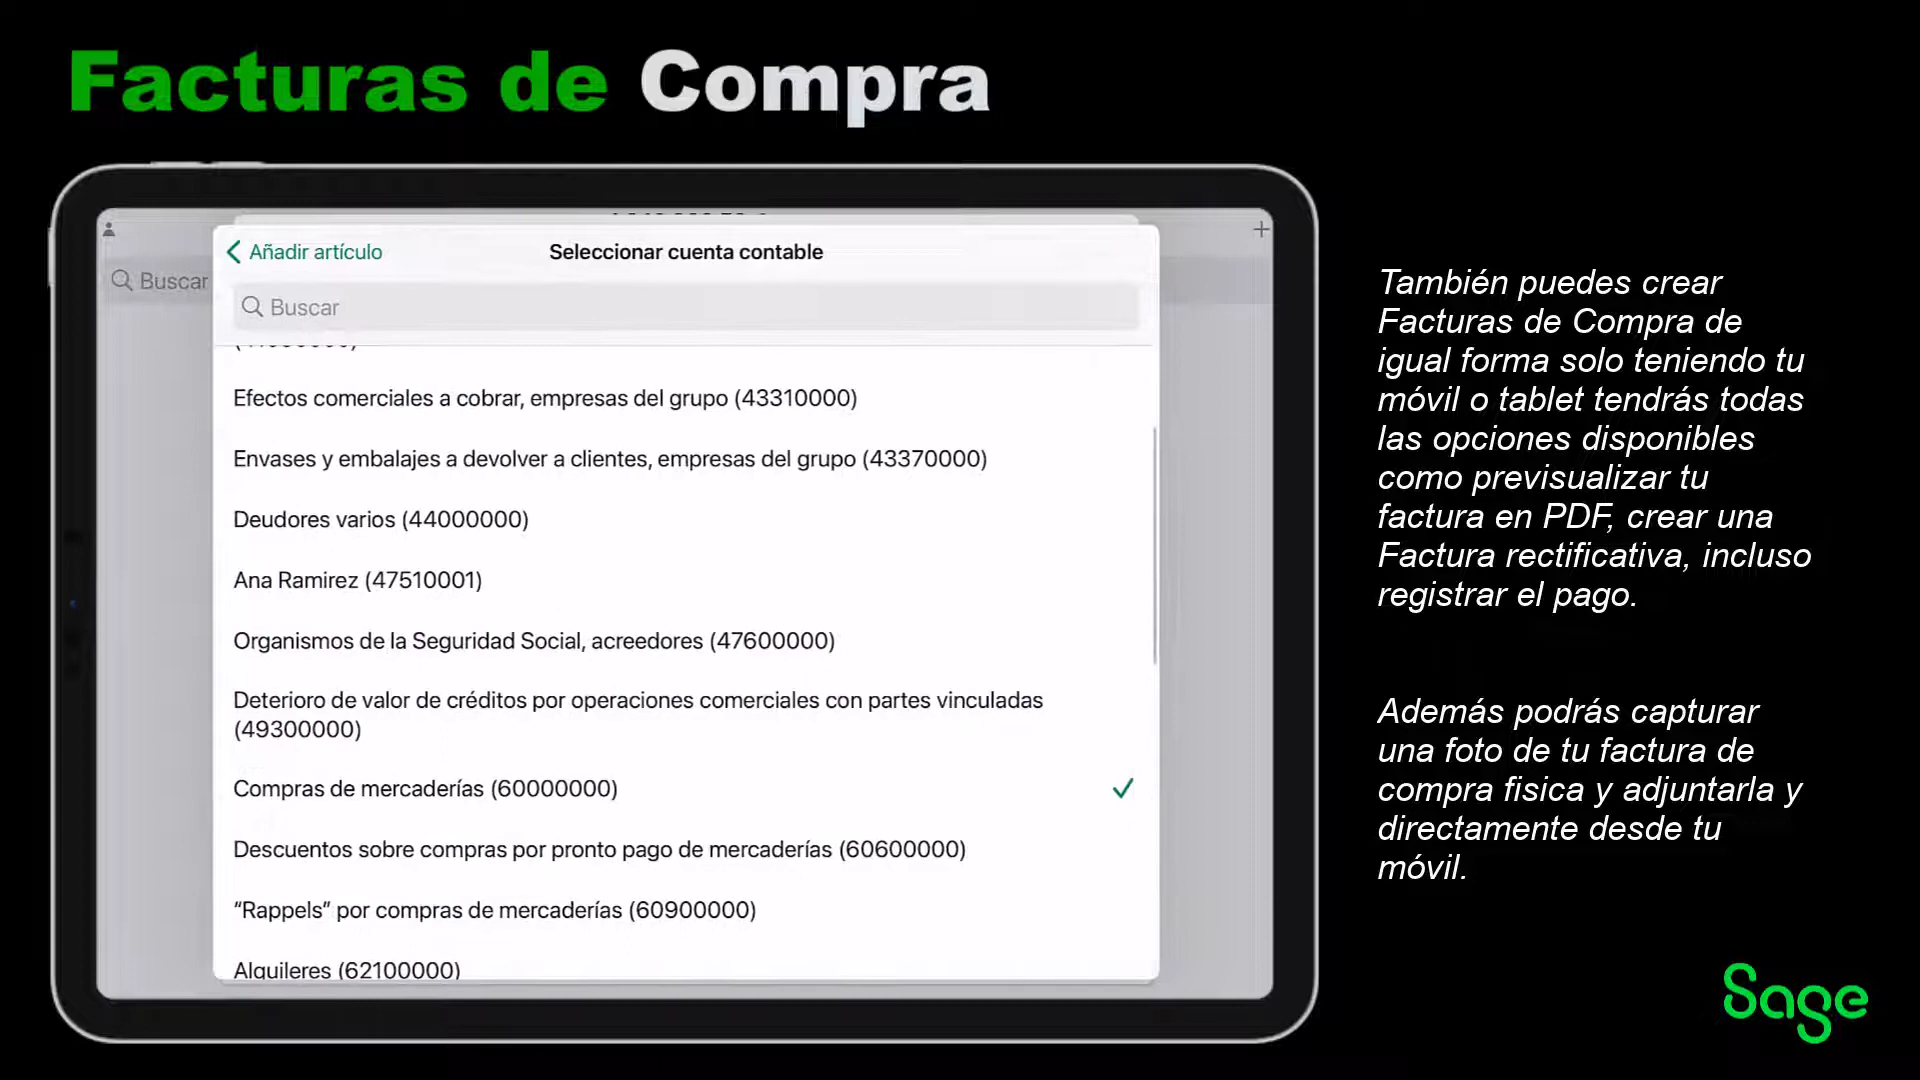 Facturas de Compra
Añadir artículo
Seleccionar cuenta contable
Buscar
Buscar
Efectos comerciales a cobrar, empresas del grupo (43310000)
Envases y embalajes a devolver a clientes, empresas del grupo (43370000)
Deudores varios (44000000)
Ana Ramirez (47510001)
Organismos de la Seguridad Social, acreedores (47600000)
Deterioro de valor de créditos por operaciones comerciales con partes vinculadas
(49300000)
Compras de mercaderías (60000000)
Descuentos sobre compras por pronto pago de mercaderías (60600000)
“Rappels” por compras de mercaderías (60900000)
Alquileres (62100000)
También puedes crear
Facturas de Compra de
igual forma solo teniendo tu
móvil o tablet tendrás todas
las opciones disponibles
como previsualizar tu
factura en PDF, crear una
Factura rectificativa, incluso
registrar el pago.
Además podrás capturar
una foto de tu factura de
compra fisica y adjuntarla y
directamente desde tu
móvil.
Sage